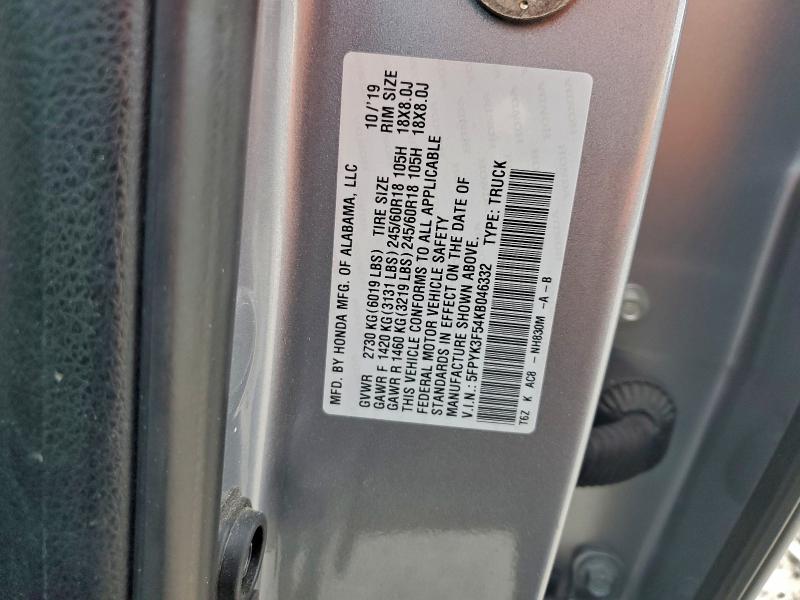 MFD. BY HONDA MFG. OF ALABAMA, LLC 10/'19
GVWR 2730 KG (6019 LBS) TIRE SIZE RIM SIZE
GAWR F 1420 KG (3131 LBS) 245/60R18 105H 18X8.0J
GAWR R 1460 KG (3219 LBS) 245/60R18 105H 18X8.0J
THIS VEHICLE CONFORMS TO ALL APPLICABLE
FEDERAL MOTOR VEHICLE SAFETY
STANDARDS IN EFFECT ON THE DATE OF
MANUFACTURE SHOWN ABOVE.
V.I.N.: 5FPYK3F54KB046332 TYPE: TRUCK
T6Z K AC8 - NH830M -A - B